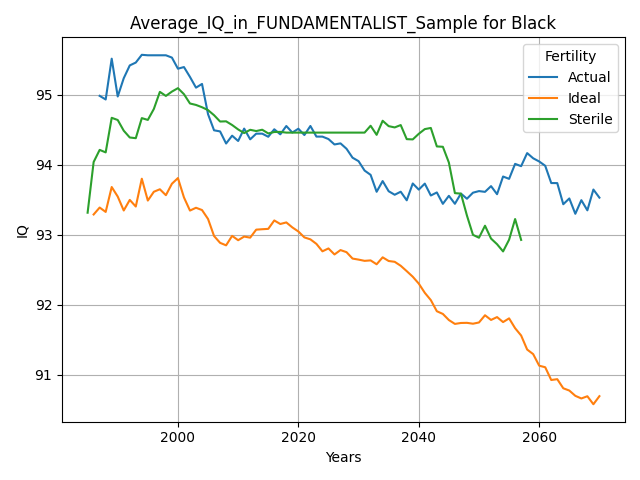 Average_IQ_in_FUNDAMENTALIST_Sample for Black
Fertility
Actual
Ideal
Sterile
95
94
93
92
91
IQ
2000
2020
2040
2060
Years